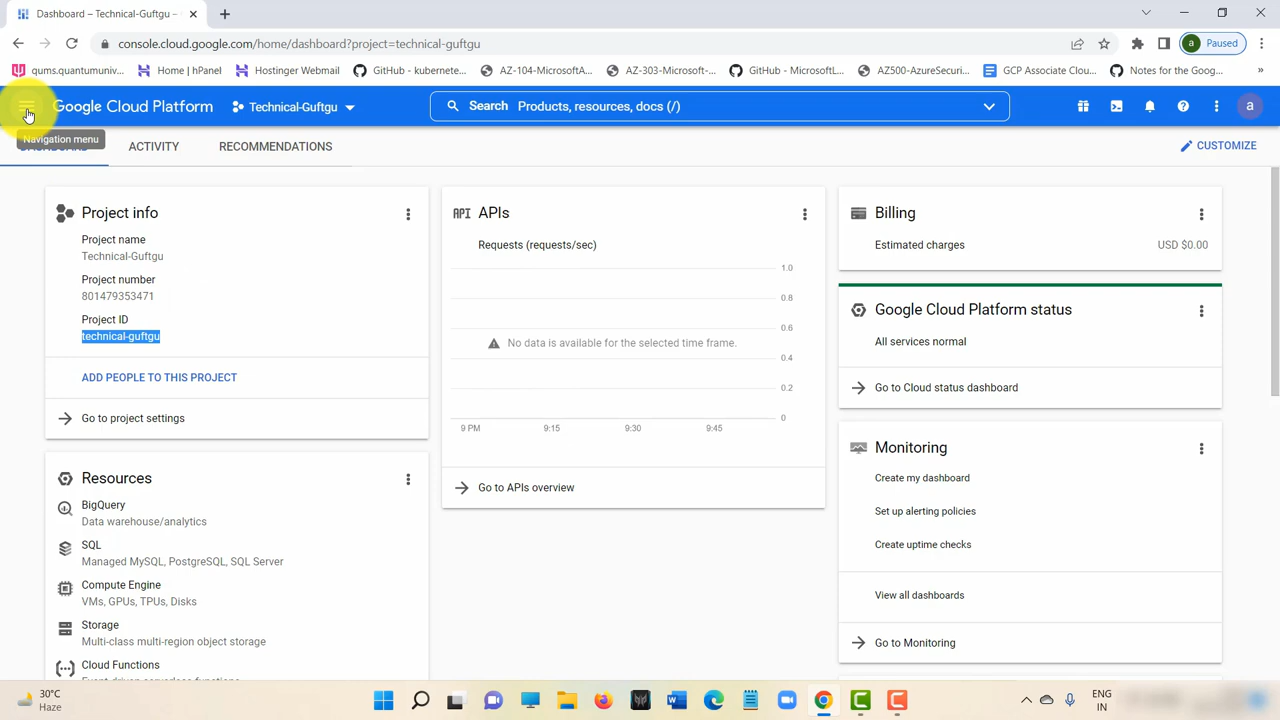 Dashboard – Technical-Guftgu –
console.cloud.google.com/home/dashboard?project=technical-guftgu
a Paused
qums.quantumuniv...
Home | hPanel
Hostinger Webmail
GitHub - kubernete...
AZ-104-MicrosoftA...
AZ-303-Microsoft-...
GitHub - MicrosoftL...
AZ500-AzureSecuri...
GCP Associate Clou...
Notes for the Goog...
»
Google Cloud Platform
Technical-Guftgu
Search Products, resources, docs (/)
a
Navigation menu
ACTIVITY
RECOMMENDATIONS
CUSTOMIZE
Project info
Project name
Technical-Guftgu
Project number
801479353471
Project ID
technical-guftgu
ADD PEOPLE TO THIS PROJECT
Go to project settings
Resources
BigQuery
Data warehouse/analytics
SQL
Managed MySQL, PostgreSQL, SQL Server
Compute Engine
VMs, GPUs, TPUs, Disks
Storage
Multi-class multi-region object storage
Cloud Functions
API APIs
Requests (requests/sec)
1.0
0.8
0.6
No data is available for the selected time frame.
0.4
0.2
0
9 PM 9:15 9:30 9:45
Go to APIs overview
Billing
Estimated charges USD $0.00
Google Cloud Platform status
All services normal
Go to Cloud status dashboard
Monitoring
Create my dashboard
Set up alerting policies
Create uptime checks
View all dashboards
Go to Monitoring
30°C
Haze
ENG
IN